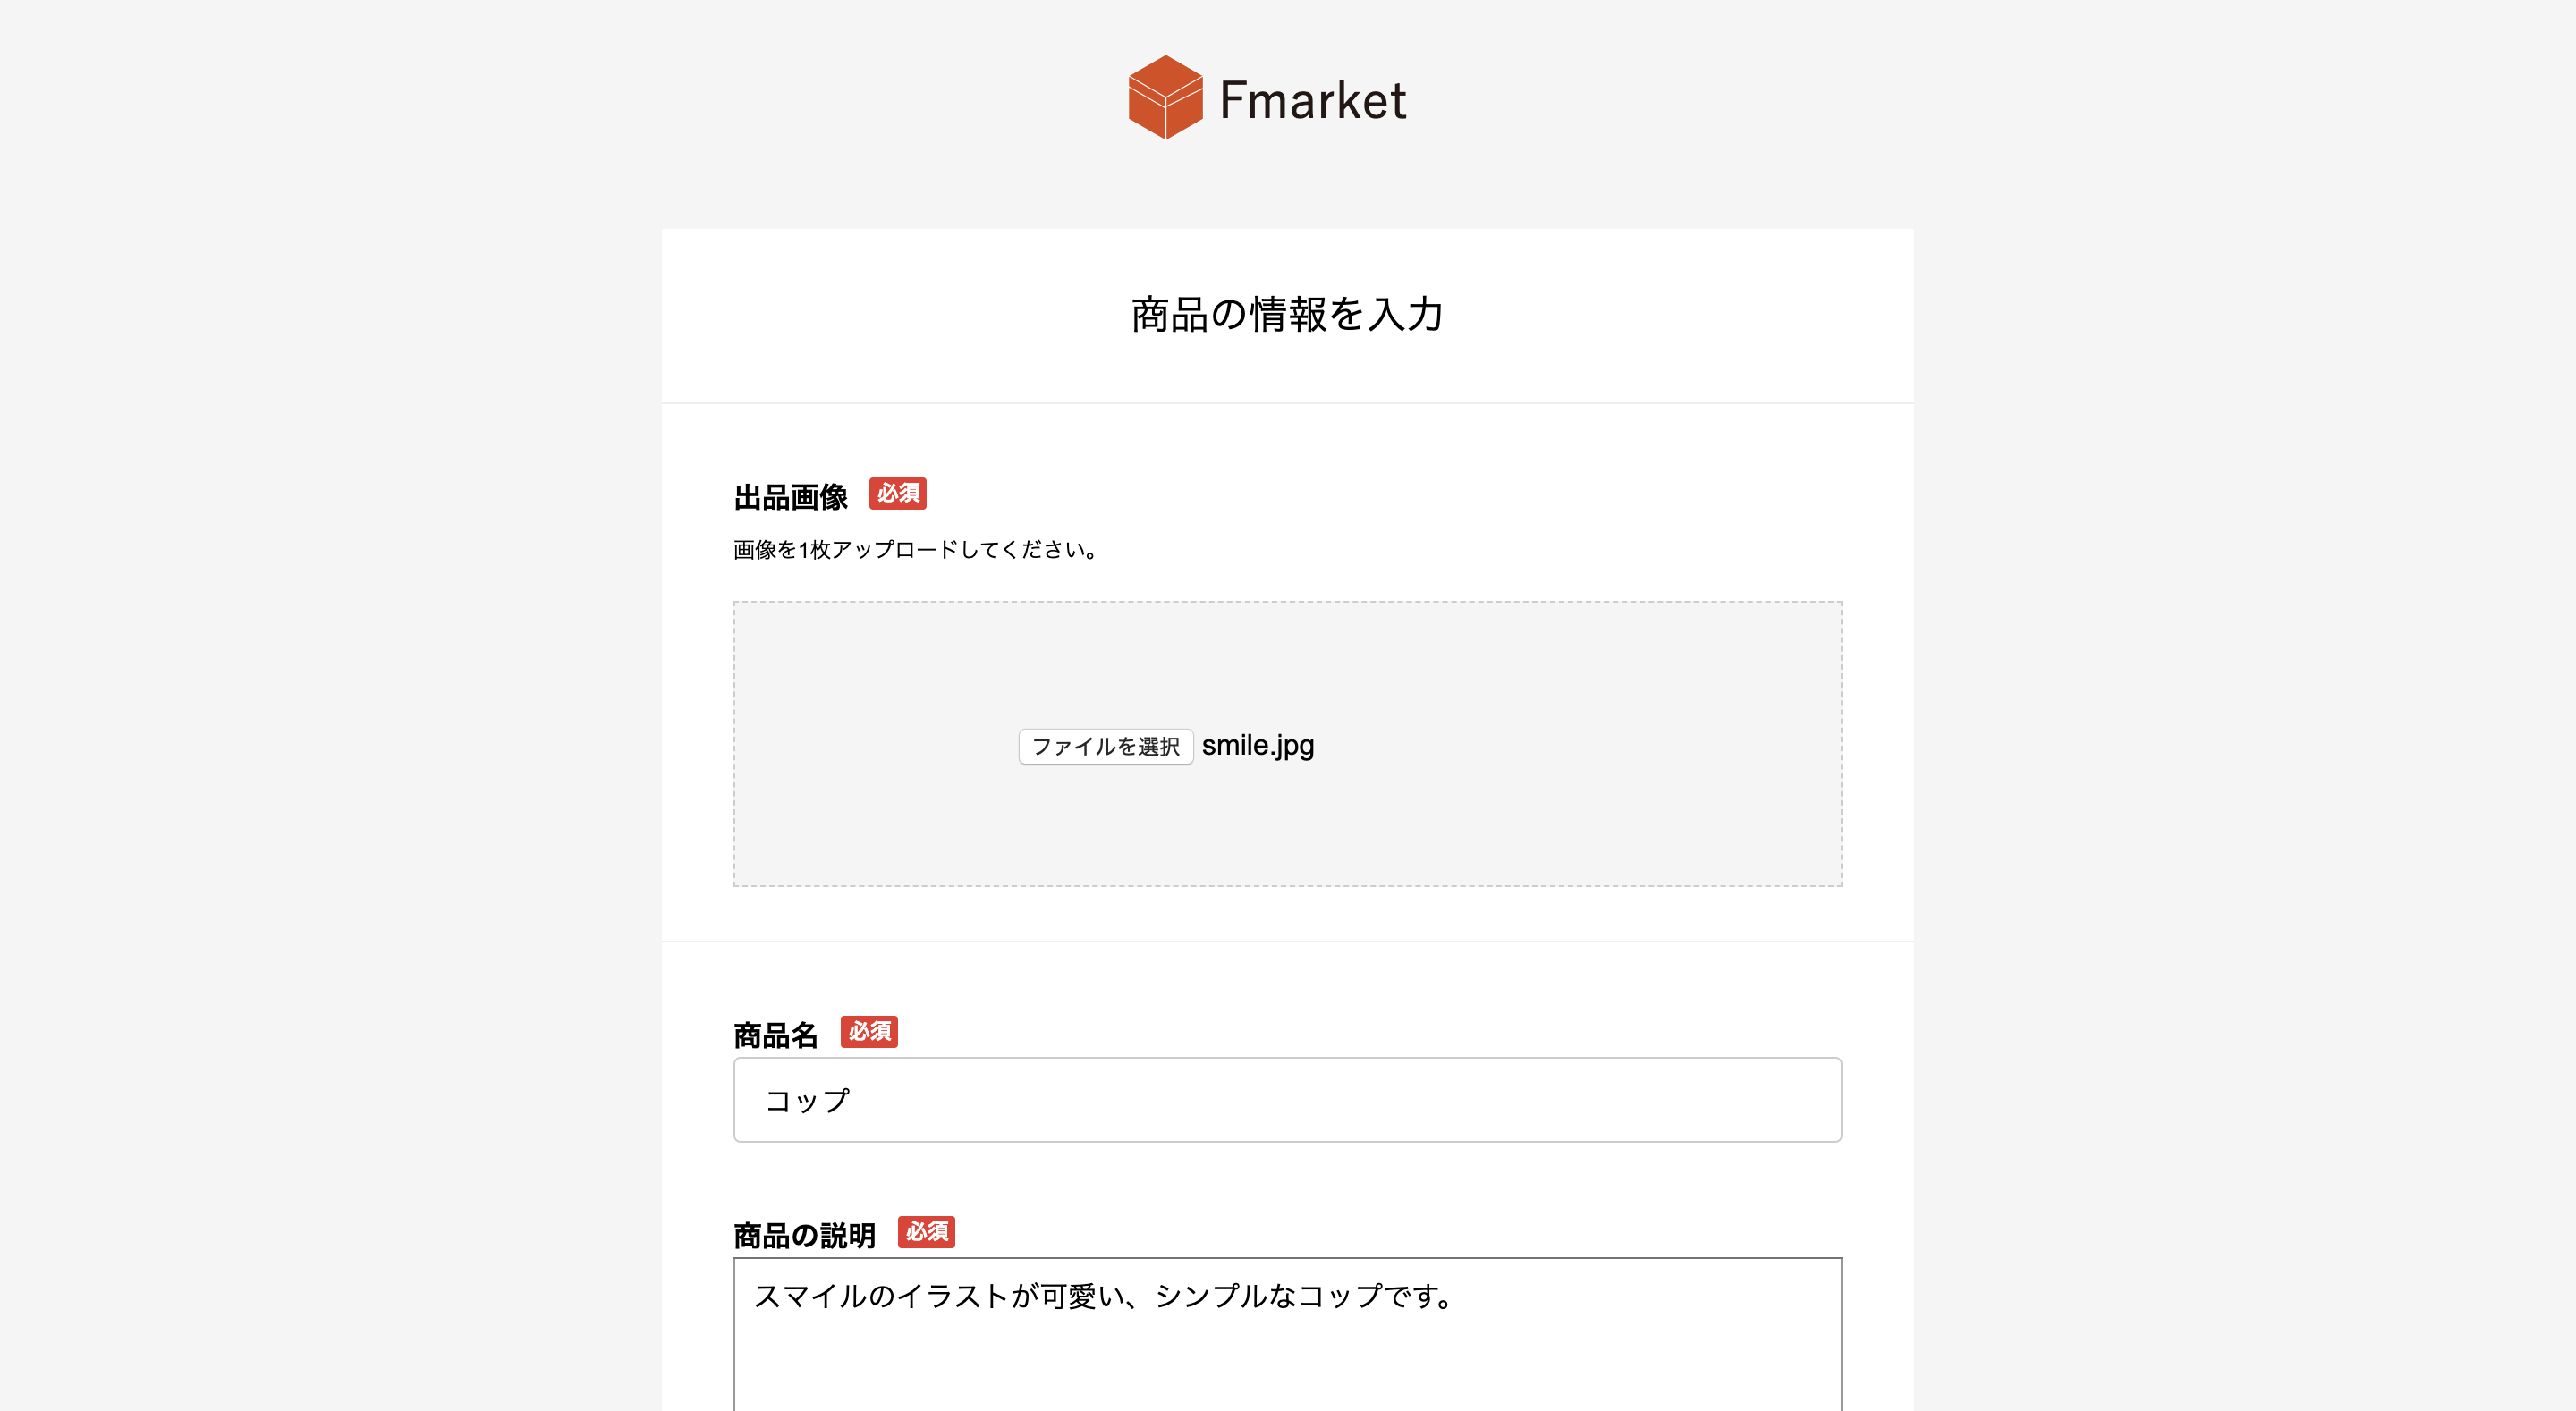 Fmarket
商品の情報を入力
出品画像 必須
画像を1枚アップロードしてください。
ファイルを選択 smile.jpg
商品名 必須
コップ
商品の説明 必須
スマイルのイラストが可愛い、シンプルなコップです。